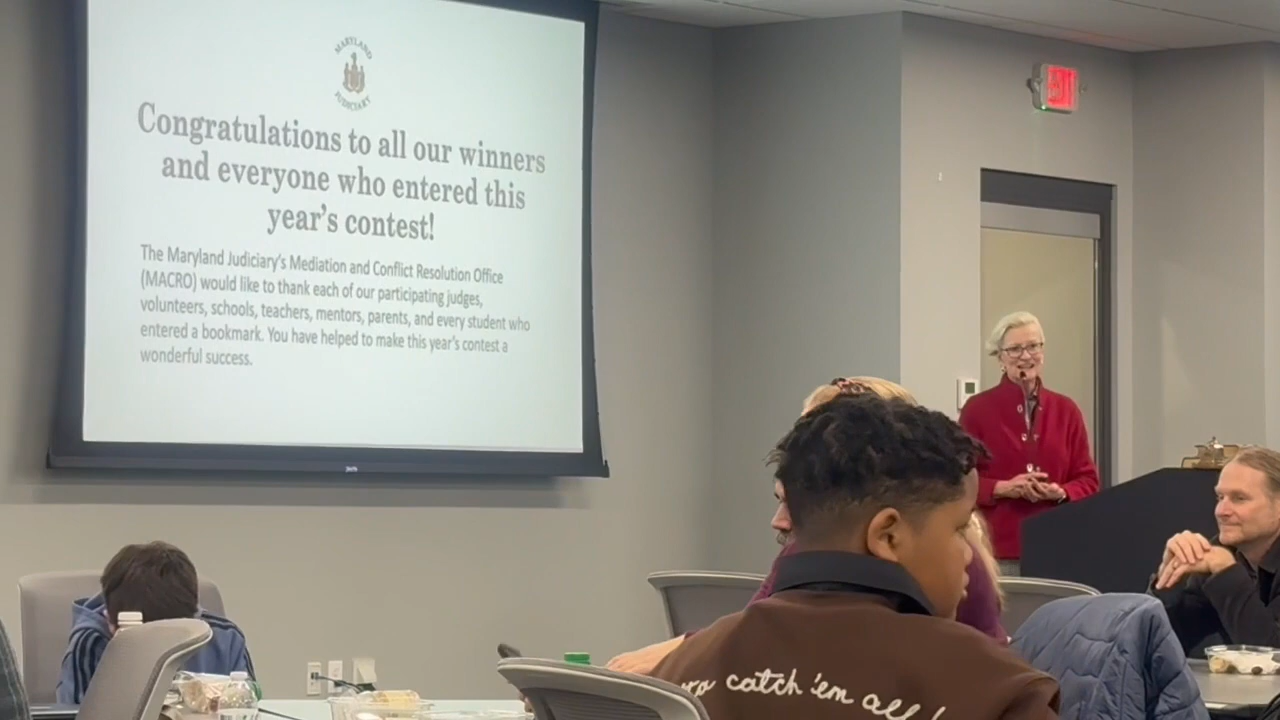 MARYLAND
JUDICIARY
Congratulations to all our winners
and everyone who entered this
year's contest!
The Maryland Judiciary's Mediation and Conflict Resolution Office
(MACRO) would like to thank each of our participating judges,
volunteers, schools, teachers, mentors, parents, and every student who
entered a bookmark. You have helped to make this year's contest a
wonderful success.
catch 'em all!